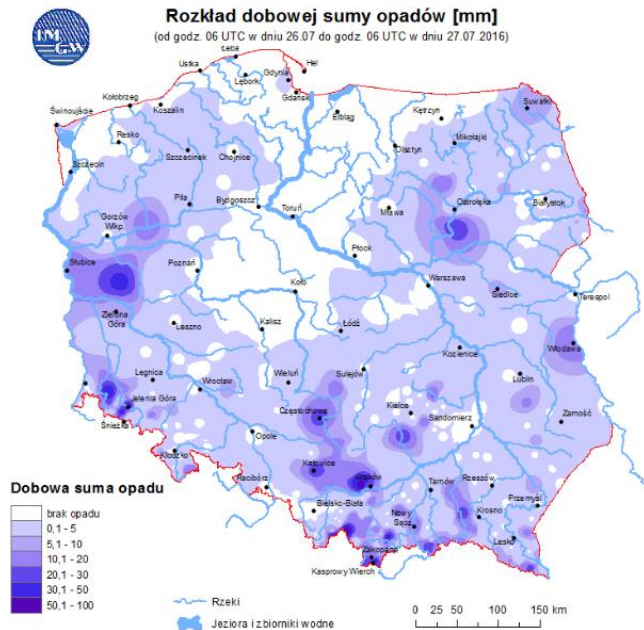 Rozkład dobowej sumy opadów [mm]
(od godz. 06 UTC w dniu 26.07 do godz. 06 UTC w dniu 27.07.2016)
IM
GW
Łeba
Hel
Ustka
Gdynia
Lębork
Gdańsk
Suwałki
Kołobrzeg
Koszalin
Elbląg
Kętrzyn
Świnoujście
Resko
Mikołajki
Szczecinek
Chojnice
Olsztyn
Szczecin
Piła
Bydgoszcz
Toruń
Mława
Ostrołęka
Białystok
Gorzów
Wlkp.
Płock
Słubice
Poznań
Warszawa
Koło
Siedlce
Terespol
Zielona
Góra
Leszno
Kalisz
Łódź
Kozienice
Włodawa
Legnica
Wrocław
Wieluń
Sulejów
Lublin
Jelenia Góra
Częstochowa
Kielce
Sandomierz
Zamość
Śnieżka
Opole
Kłodzko
Katowice
Racibórz
Kraków
Tarnów
Rzeszów
Przemyśl
Bielsko-Biała
Nowy
Sącz
Krosno
Lesko
Zakopane
Kasprowy Wierch
Dobowa suma opadu
brak opadu
0,1 - 5
5,1 - 10
10,1 - 20
20,1 - 30
30,1 - 50
50,1 - 100
Rzeki
Jeziora i zbiorniki wodne
0 25 50 100 150 km